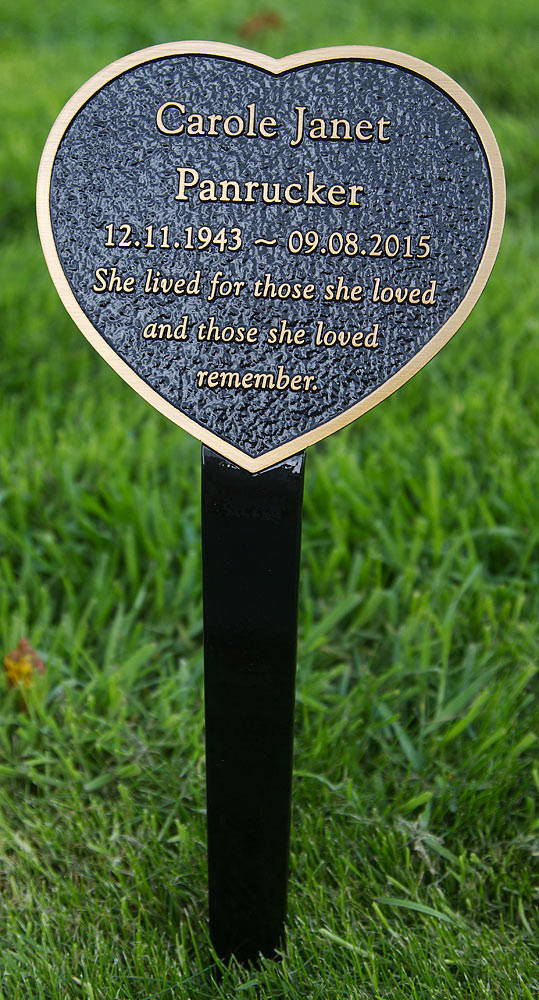 Carole Janet
Panrucker
12.11.1943 ~ 09.08.2015
She lived for those she loved
and those she loved
remember.